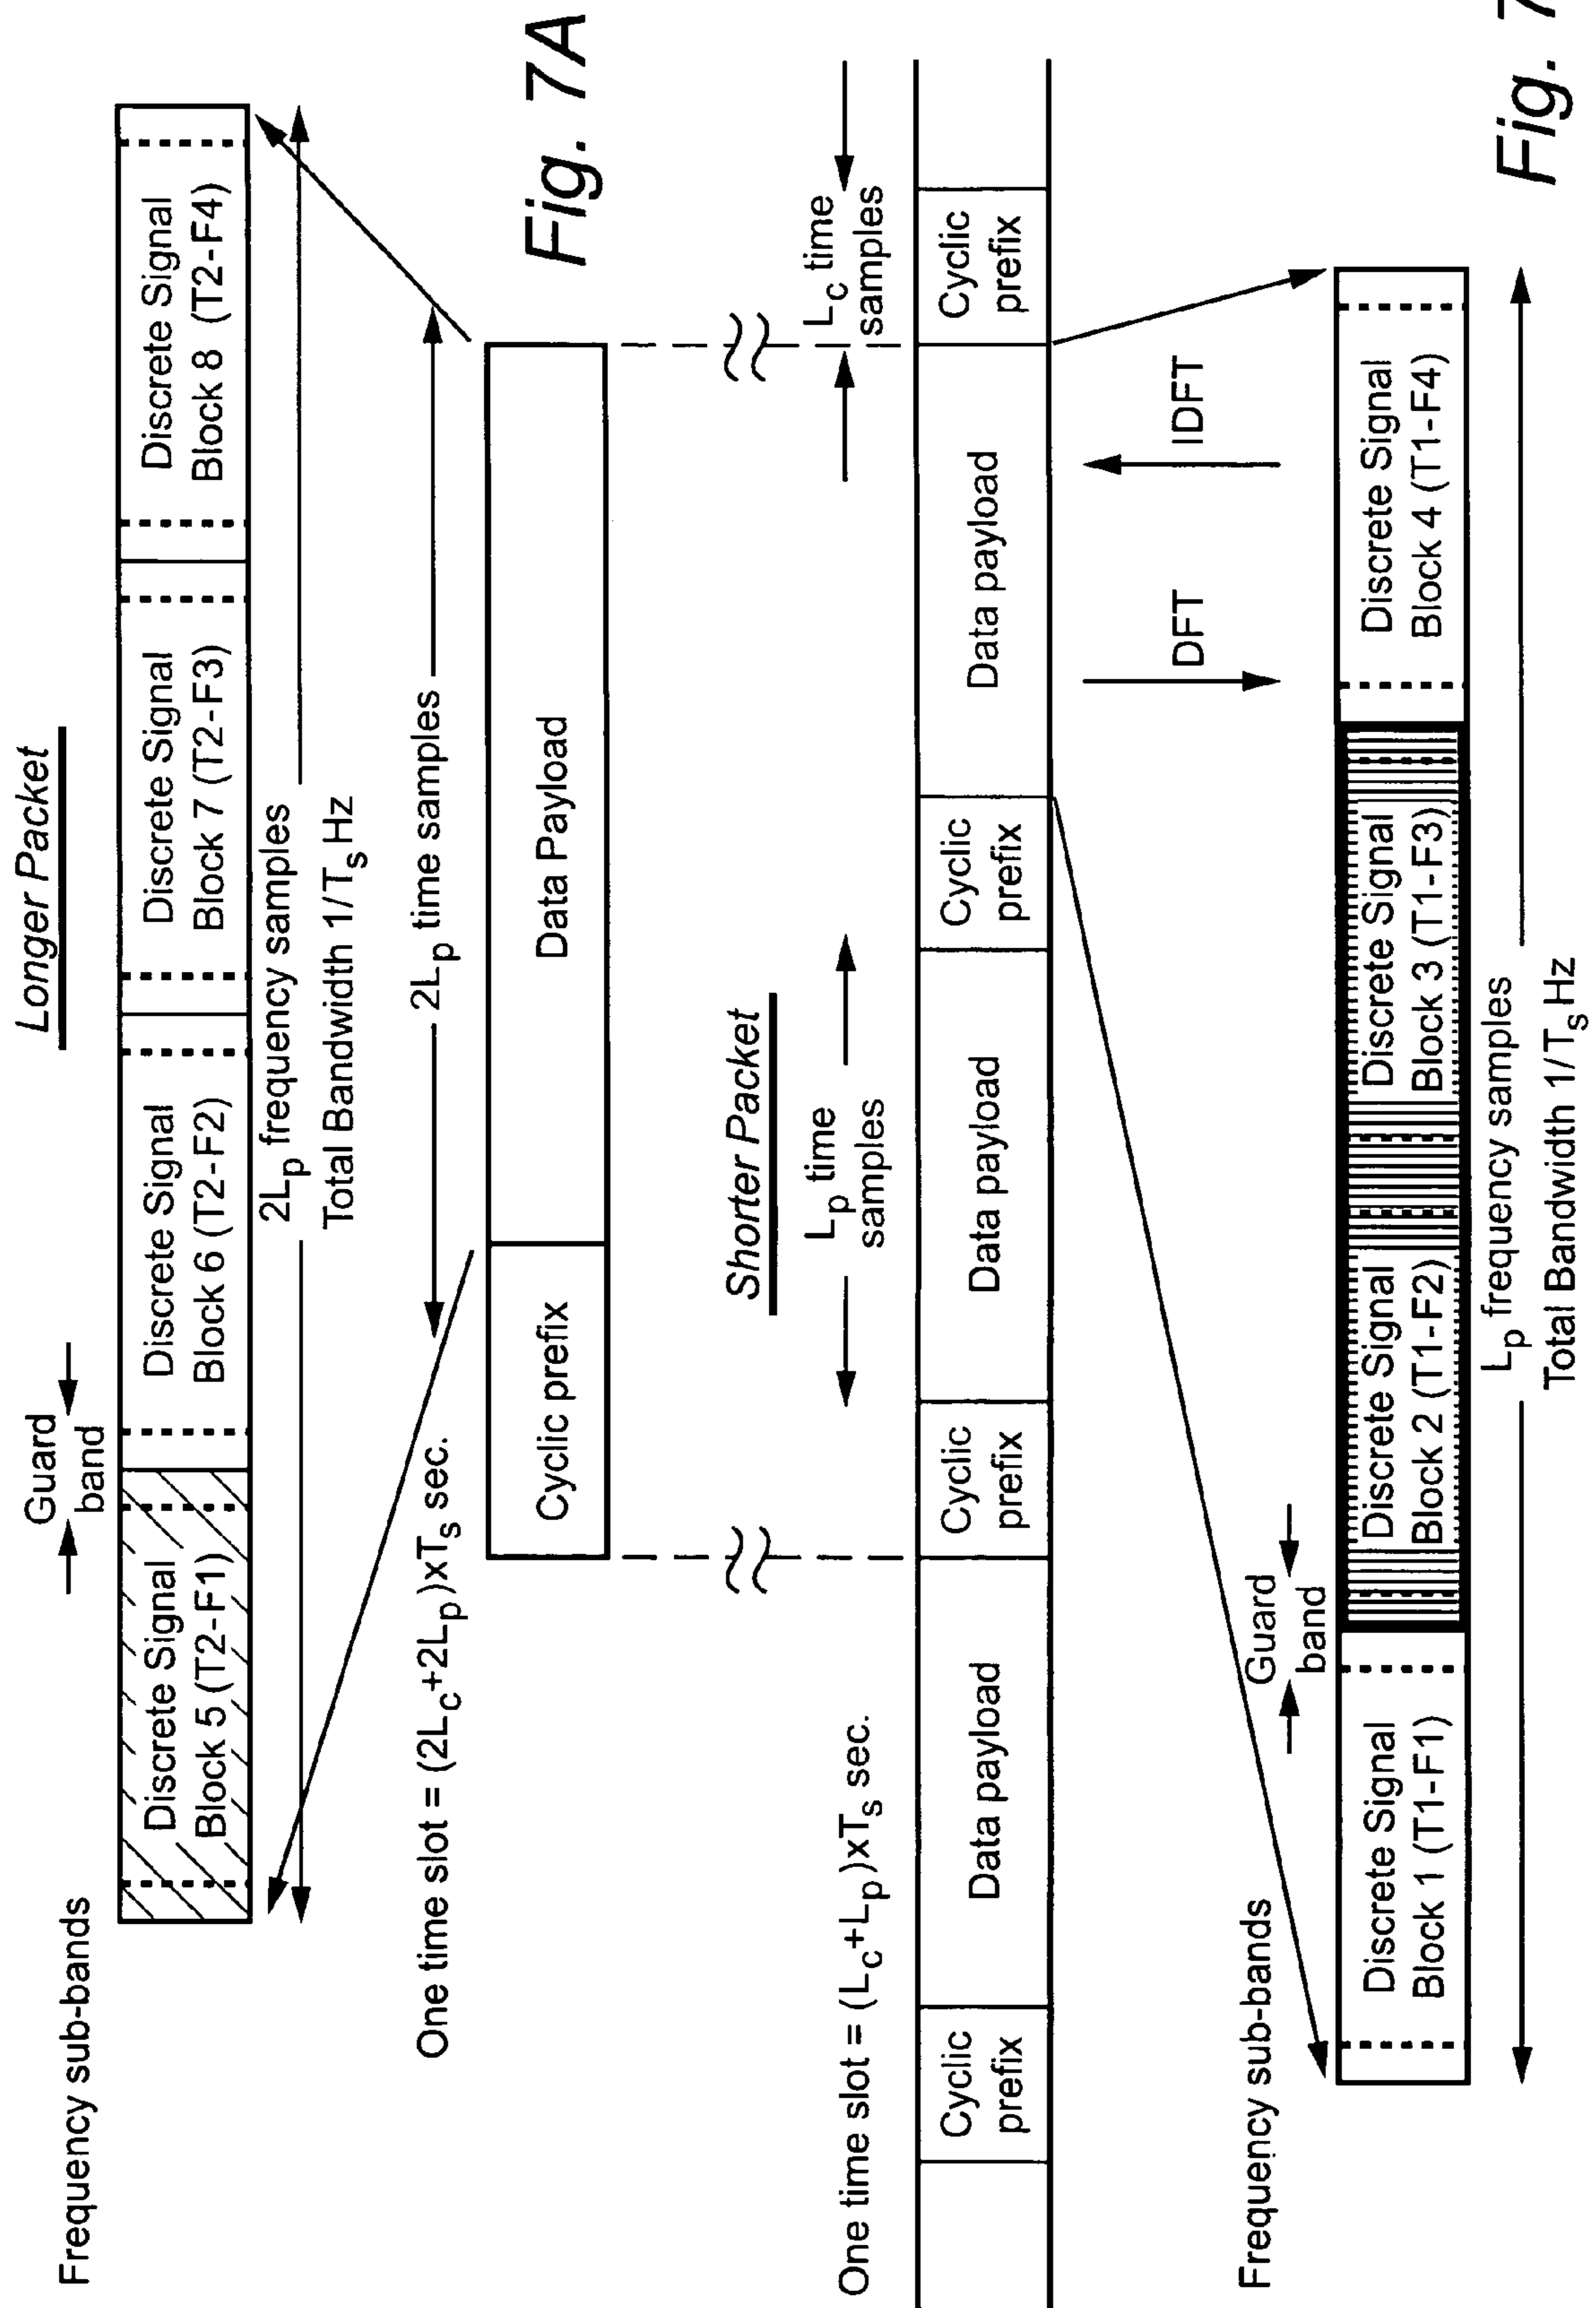 Longer Packet
Frequency sub-bands
Guard
band
Discrete Signal
Block 5 (T2-F1)
Discrete Signal
Block 6 (T2-F2)
Discrete Signal
Block 7 (T2-F3)
Discrete Signal
Block 8 (T2-F4)
2Lp frequency samples
Total Bandwidth 1/Ts Hz
One time slot = (2Lc+2Lp)xTs sec.
2Lp time samples
Cyclic prefix
Data Payload
Fig. 7A
Shorter Packet
One time slot = (Lc+Lp)xTs sec.
Lp time
samples
Lc time
samples
Cyclic
prefix
Data payload
Cyclic
prefix
Data payload
Cyclic
prefix
Data payload
Cyclic
prefix
DFT
IDFT
Frequency sub-bands
Guard
band
Discrete Signal
Block 1 (T1-F1)
Discrete Signal
Block 2 (T1-F2)
Discrete Signal
Block 3 (T1-F3)
Discrete Signal
Block 4 (T1-F4)
Lp frequency samples
Total Bandwidth 1/Ts Hz
Fig. 7